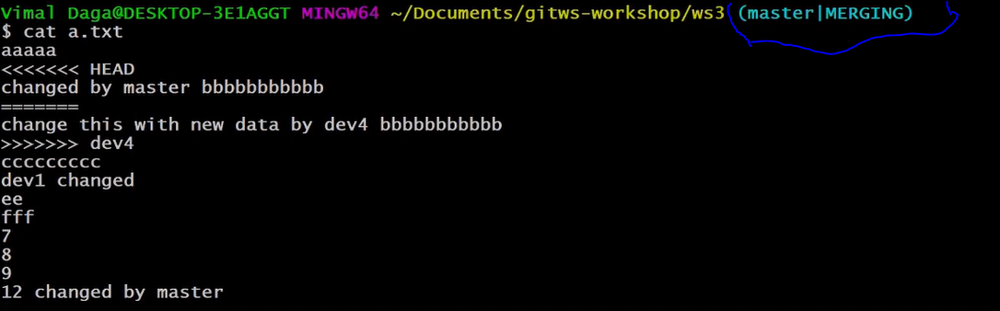 Vimal Daga@DESKTOP-3E1AGGT MINGW64 ~/Documents/gitws-workshop/ws3 (master|MERGING)
$ cat a.txt
aaaaa
<<<<<<< HEAD
changed by master bbbbbbbbbbb
=======
change this with new data by dev4 bbbbbbbbbbb
>>>>>>> dev4
ccccccccc
dev1 changed
ee
fff
7
8
9
12 changed by master